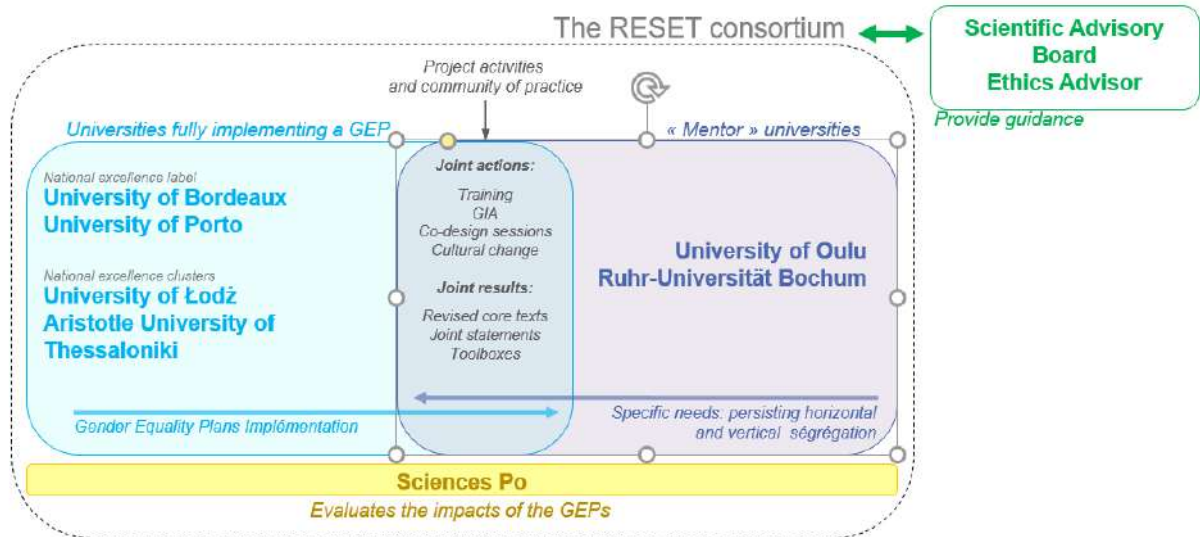 The RESET consortium
Scientific Advisory
Board
Ethics Advisor
Provide guidance
Project activities
and community of practice
Universities fully implementing a GEP
« Mentor » universities
National excellence label
University of Bordeaux
University of Porto
National excellence clusters
University of Łodź
Aristotle University of
Thessaloniki
Joint actions:
Training
GIA
Co-design sessions
Cultural change
Joint results:
Revised core texts
Joint statements
Toolboxes
University of Oulu
Ruhr-Universität Bochum
Gender Equality Plans Implémentation
Specific needs: persisting horizontal
and vertical ségrégation
Sciences Po
Evaluates the impacts of the GEPs